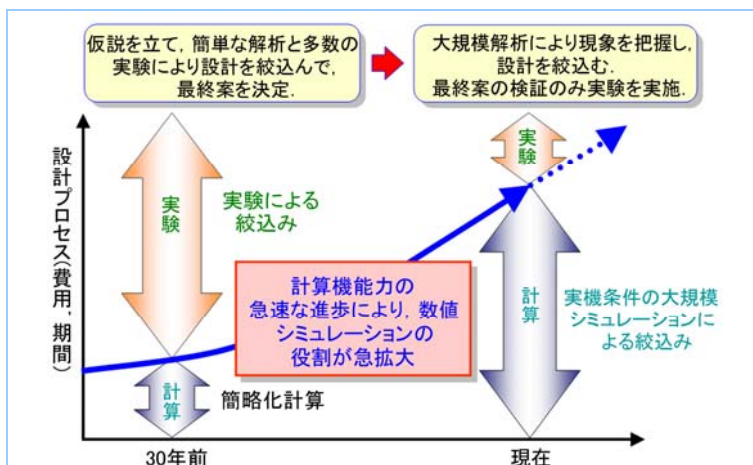 仮説を立て，簡単な解析と多数の
実験により設計を絞込んで，
最終案を決定．
大規模解析により現象を把握し，
設計を絞込む．
最終案の検証のみ実験を実施．
設計プロセス(費用，期間)
実験
実験による
絞込み
計算
簡略化計算
計算機能力の
急速な進歩により，数値
シミュレーションの
役割が急拡大
実験
計算
実機条件の大規模
シミュレーションに
よる絞込み
30年前
現在